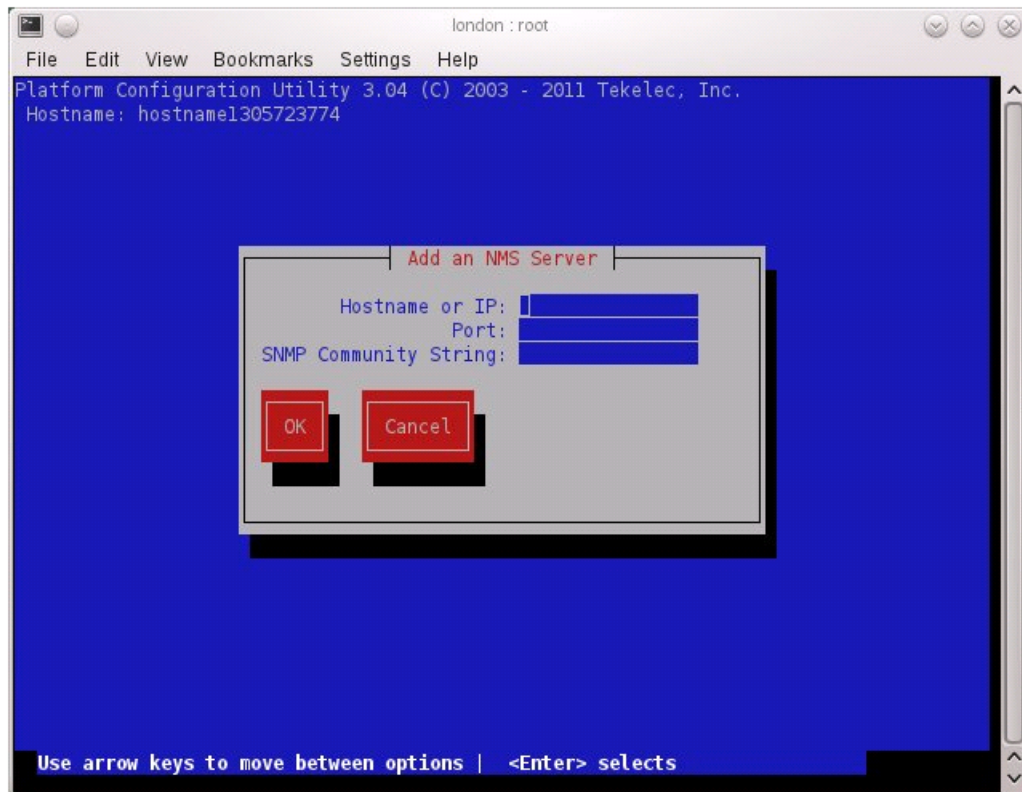 london : root
File Edit View Bookmarks Settings Help
Platform Configuration Utility 3.04 (C) 2003 - 2011 Tekelec, Inc.
Hostname: hostname1305723774
Add an NMS Server
Hostname or IP:
Port:
SNMP Community String:
OK Cancel
Use arrow keys to move between options | <Enter> selects